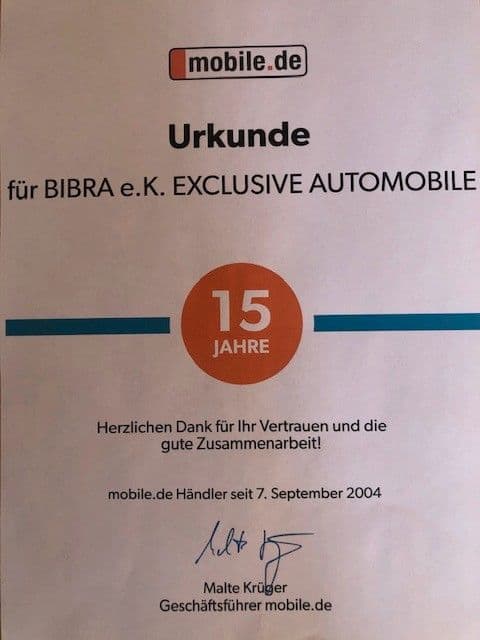 mobile.de
Urkunde
für BIBRA e.K. EXCLUSIVE AUTOMOBILE
15
JAHRE
Herzlichen Dank für Ihr Vertrauen und die
gute Zusammenarbeit!
mobile.de Händler seit 7. September 2004
Malte Krüger
Geschäftsführer mobile.de